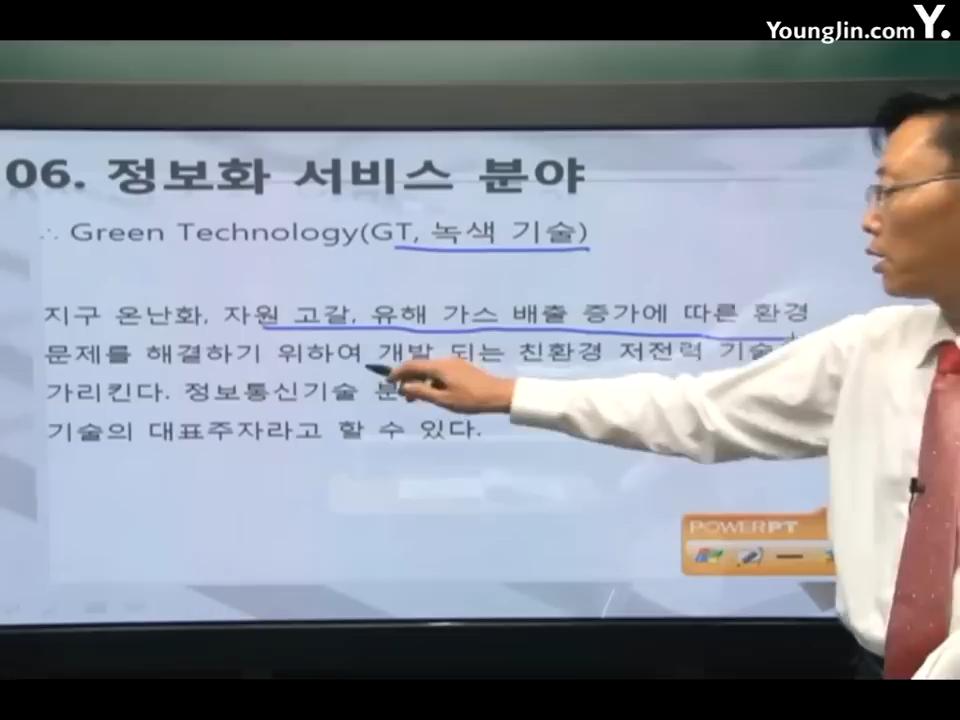 YoungJin.com Y.
06. 정보화 서비스 분야
∴ Green Technology(GT, 녹색 기술)
지구 온난화, 자원 고갈, 유해 가스 배출 증가에 따른 환경
문제를 해결하기 위하여 개발 되는 친환경 저전력 기술
가리킨다. 정보통신기술
기술의 대표주자라고 할 수 있다.
POWERPT